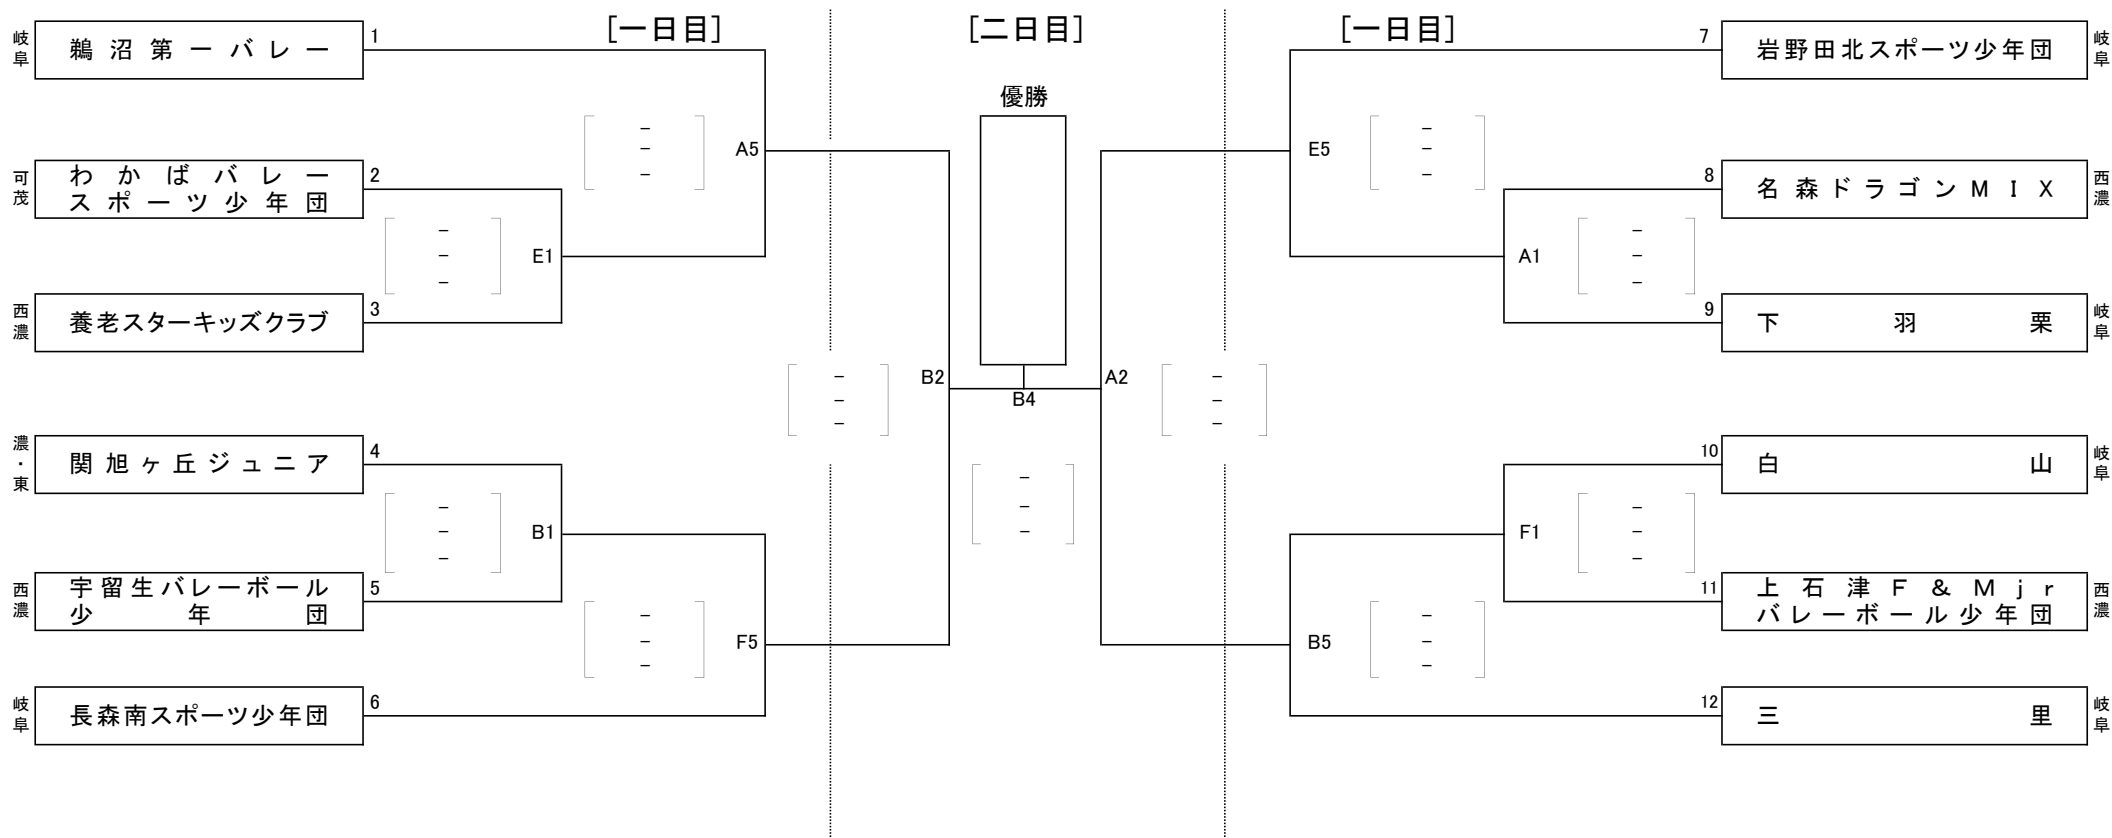 [一日目]
[二日目]
[一日目]
岐阜
鵜沼第一バレー
1
可茂
わかばバレー
スポーツ少年団
2
西濃
養老スターキッズクラブ
3
濃・東
関旭ヶ丘ジュニア
4
西濃
宇留生バレーボール
少年団
5
岐阜
長森南スポーツ少年団
6
-
-
-
E1
-
-
-
B1
-
-
-
A5
-
-
-
F5
-
-
-
B2
優勝
B4
-
-
-
A2
-
-
-
E5
-
-
-
B5
-
-
-
A1
-
-
-
F1
-
-
-
7
岩野田北スポーツ少年団
岐阜
8
名森ドラゴンMIX
西濃
9
下羽栗
岐阜
10
白山
岐阜
11
上石津F&Mjr
バレーボール少年団
西濃
12
三里
岐阜